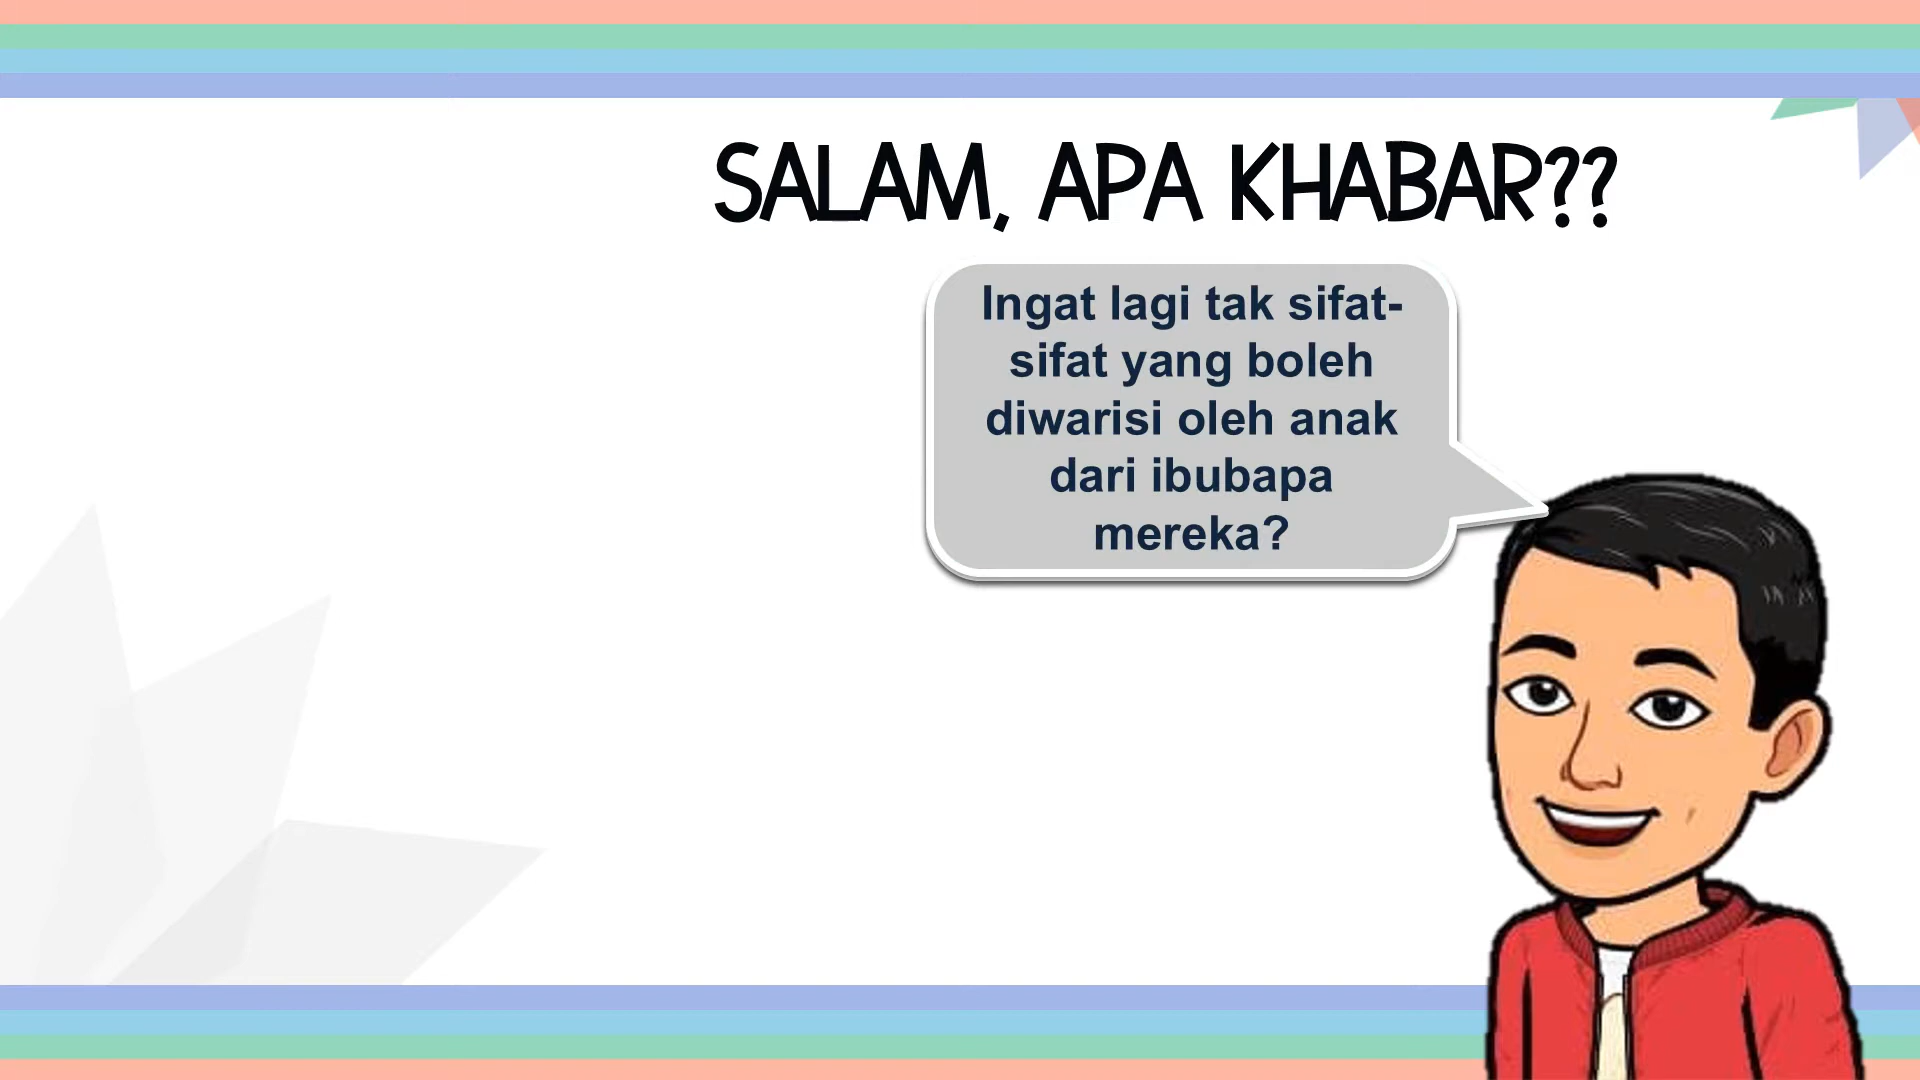 SALAM, APA KHABAR??
Ingat lagi tak sifat-
sifat yang boleh
diwarisi oleh anak
dari ibubapa
mereka?